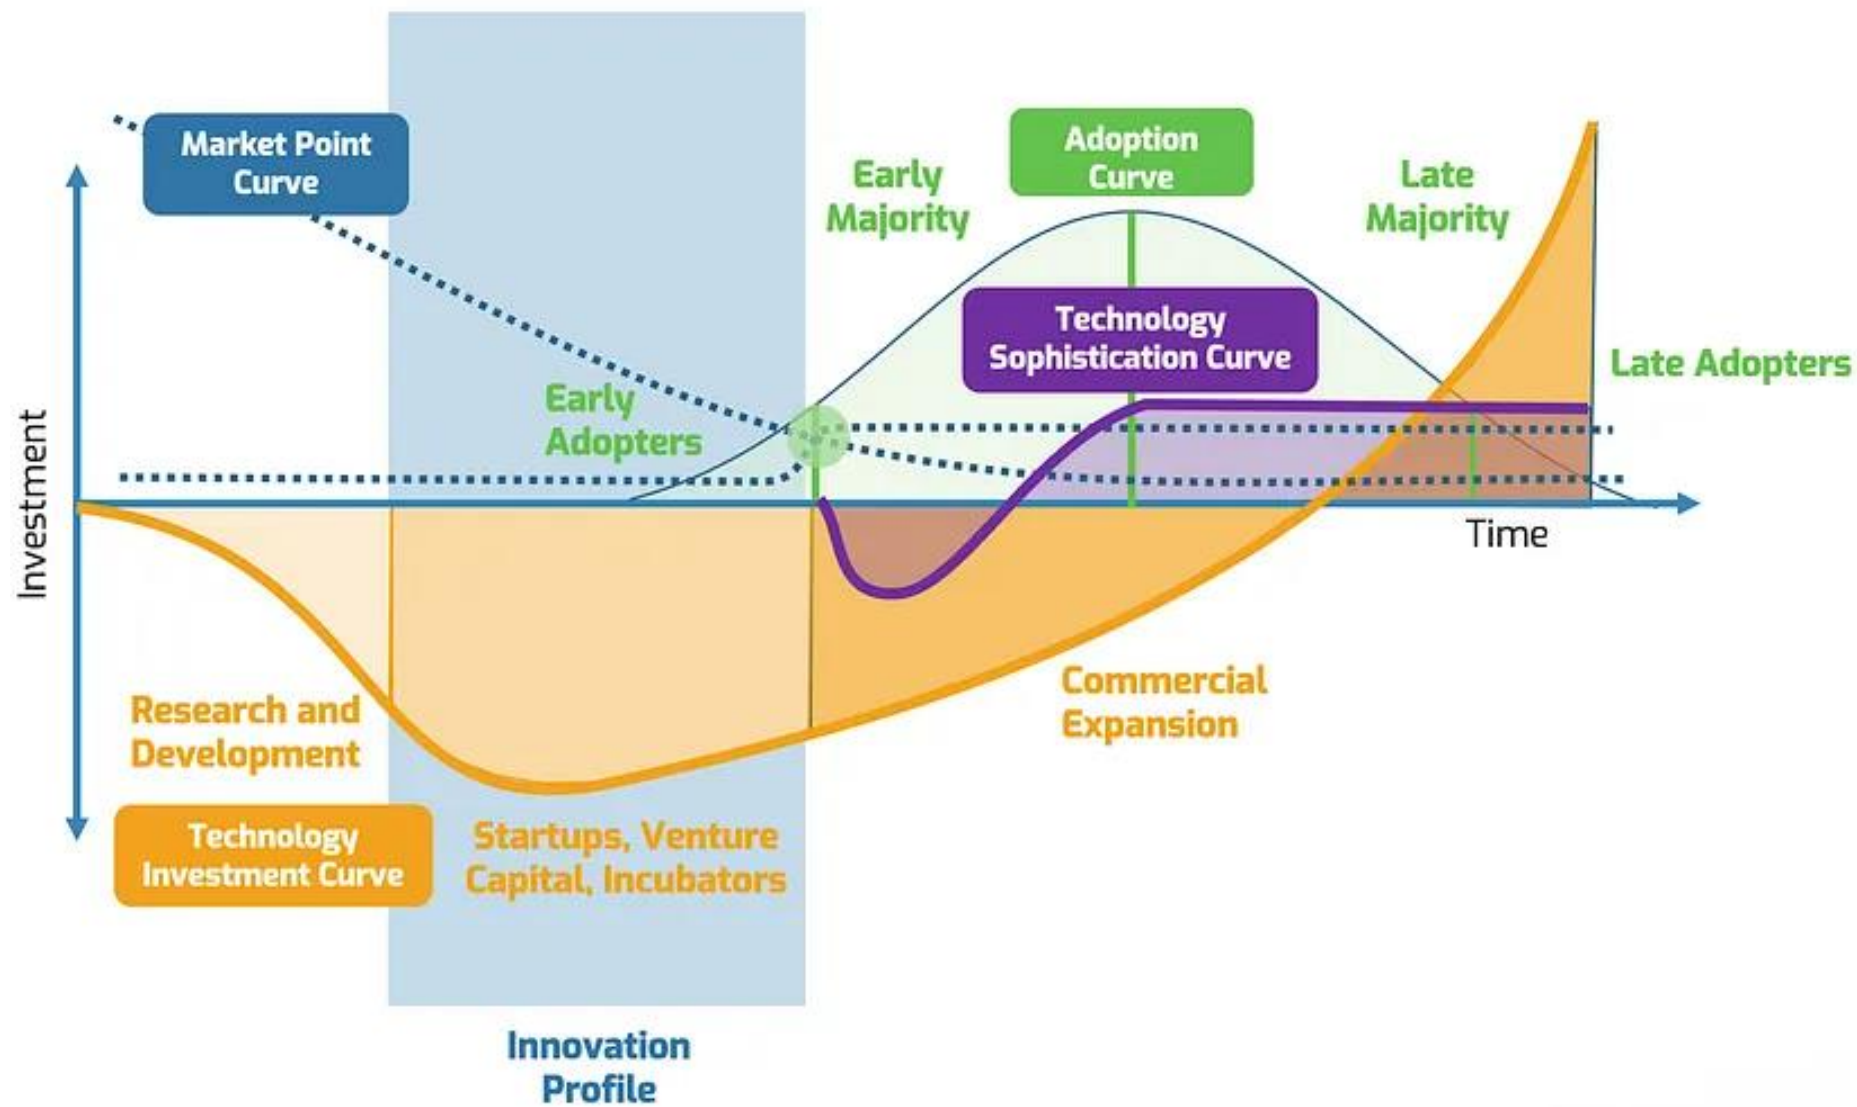 Market Point
Curve
Adoption
Curve
Early
Majority
Late
Majority
Technology
Sophistication Curve
Late Adopters
Early
Adopters
Investment
Time
Research and
Development
Commercial
Expansion
Technology
Investment Curve
Startups, Venture
Capital, Incubators
Innovation
Profile